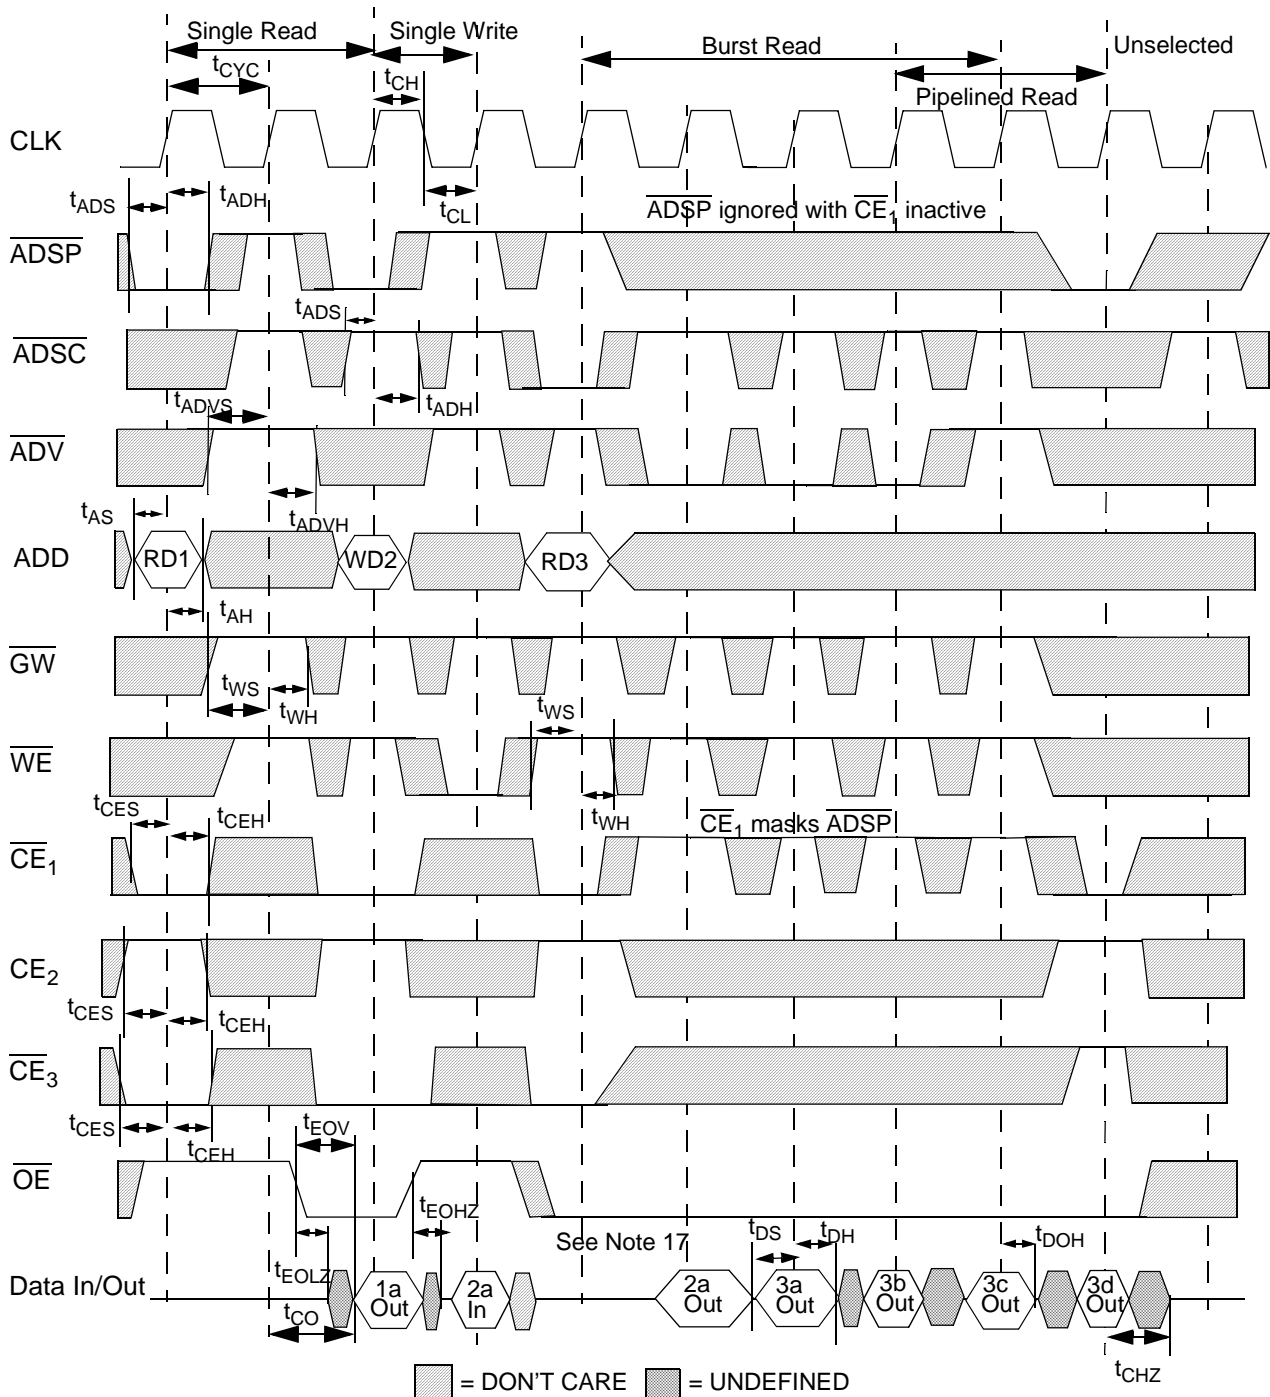 Single Read
Single Write
Burst Read
Unselected
tCYC
tCH
Pipelined Read
CLK
tADS
tADH
tCL
ADSP ignored with CE1 inactive
ADSP
tADS
ADSC
tADVS
tADH
ADV
tAS
tADVH
ADD
RD1
WD2
RD3
tAH
GW
tWS
tWH
tWS
WE
tCES
tCEH
tWH
CE1 masks ADSP
CE1
CE2
tCES
tCEH
CE3
tCES
tCEH
tEOV
OE
tEOHZ
See Note 17
tDS
tDH
tDOH
tEOLZ
Data In/Out
1a Out
2a In
2a Out
3a Out
3b Out
3c Out
3d Out
tCO
tCHZ
= DON'T CARE
= UNDEFINED